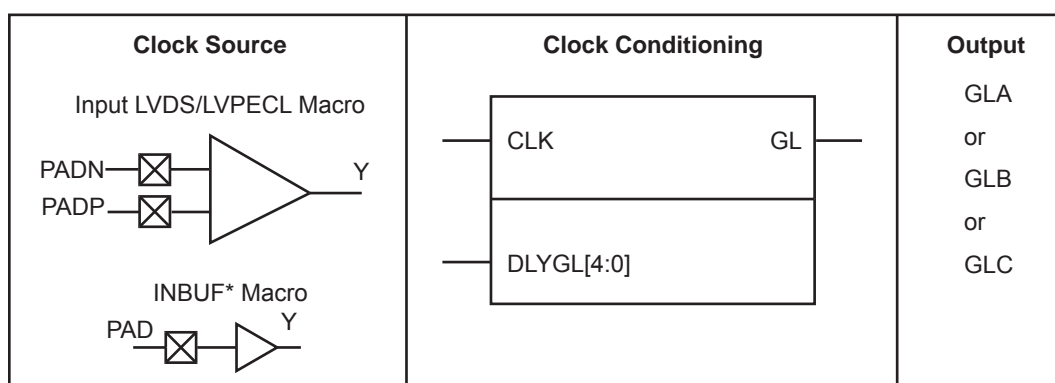 Clock Source
Input LVDS/LVPECL Macro
PADN
PADP
Y
INBUF* Macro
PAD
Y
Clock Conditioning
CLK
GL
DLYGL[4:0]
Output
GLA
or
GLB
or
GLC